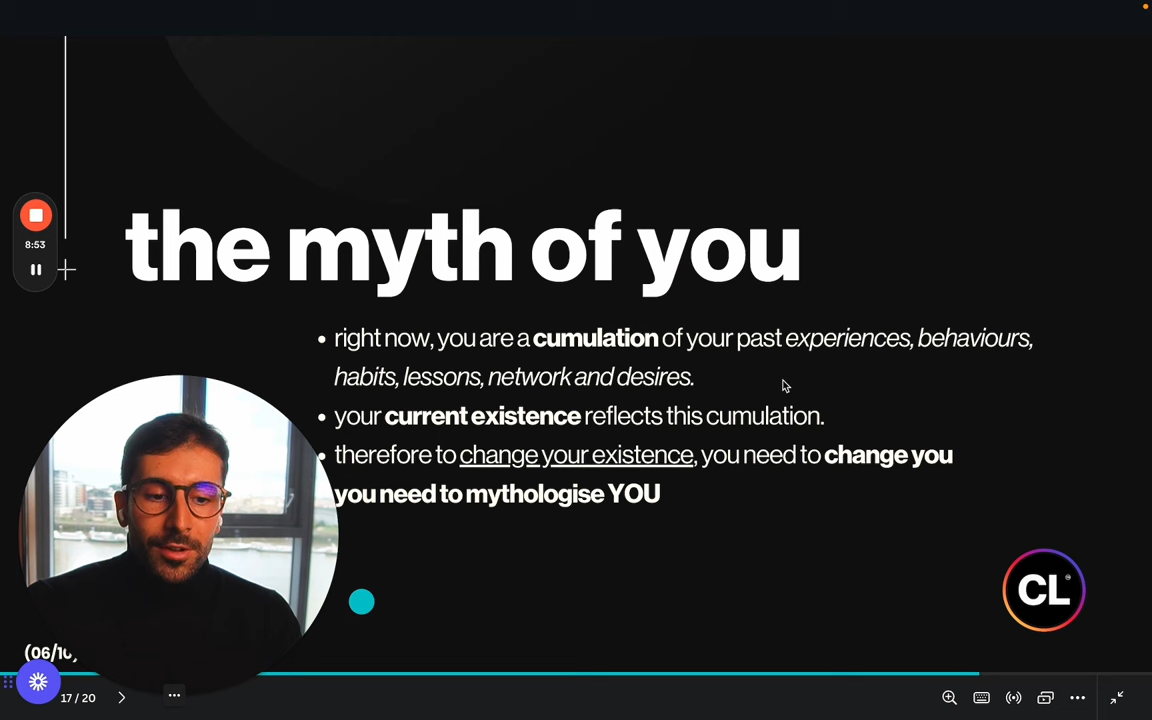 the myth of you
right now, you are a cumulation of your past experiences, behaviours,
habits, lessons, network and desires.
your current existence reflects this cumulation.
therefore to change your existence, you need to change you
you need to mythologise YOU
8:53
CL
(06/10)
17 / 20